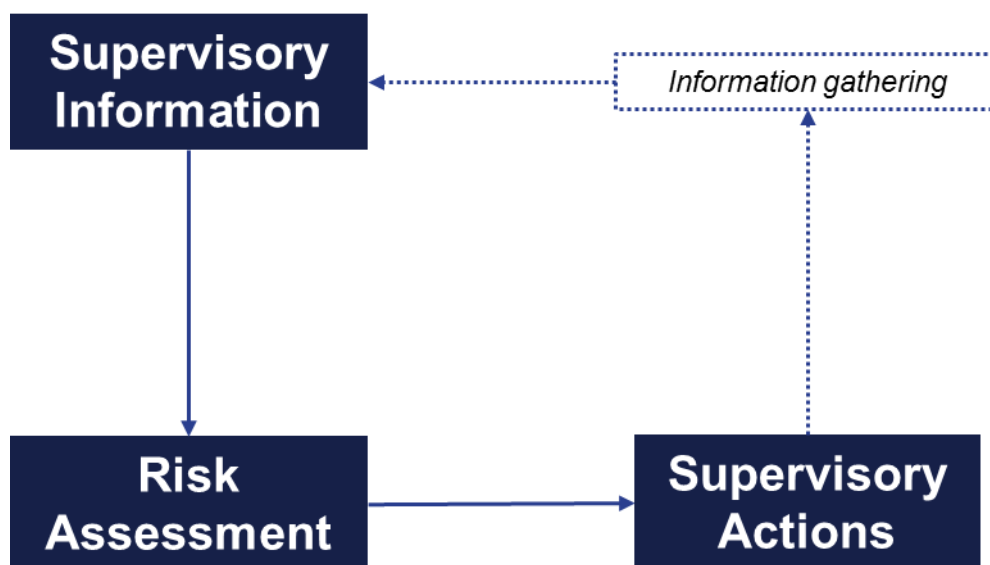 Supervisory
Information
Information gathering
Risk
Assessment
Supervisory
Actions